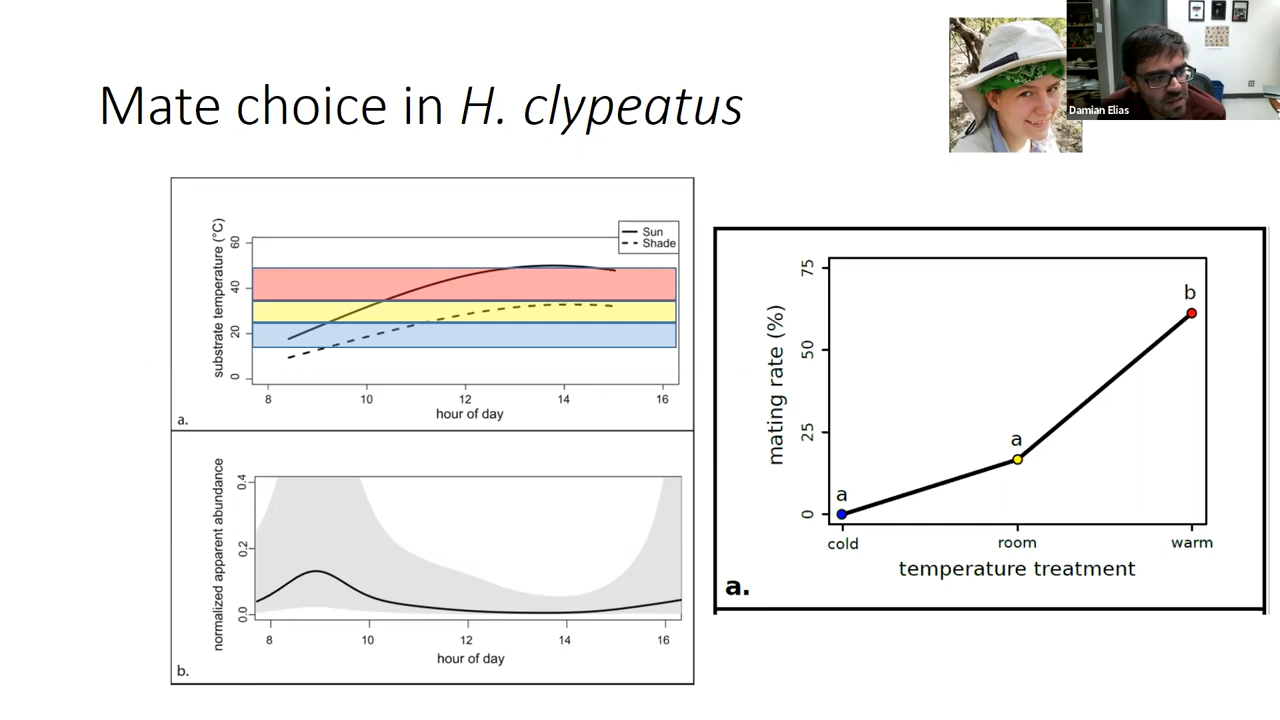 Mate choice in H. clypeatus
Damian Elias
substrate temperature (°C)
60
40
20
0
Sun
Shade
8
10
12
14
16
hour of day
a.
normalized apparent abundance
0.4
0.2
0.0
8
10
12
14
16
hour of day
b.
mating rate (%)
75
50
25
0
a
a
b
cold
room
warm
temperature treatment
a.